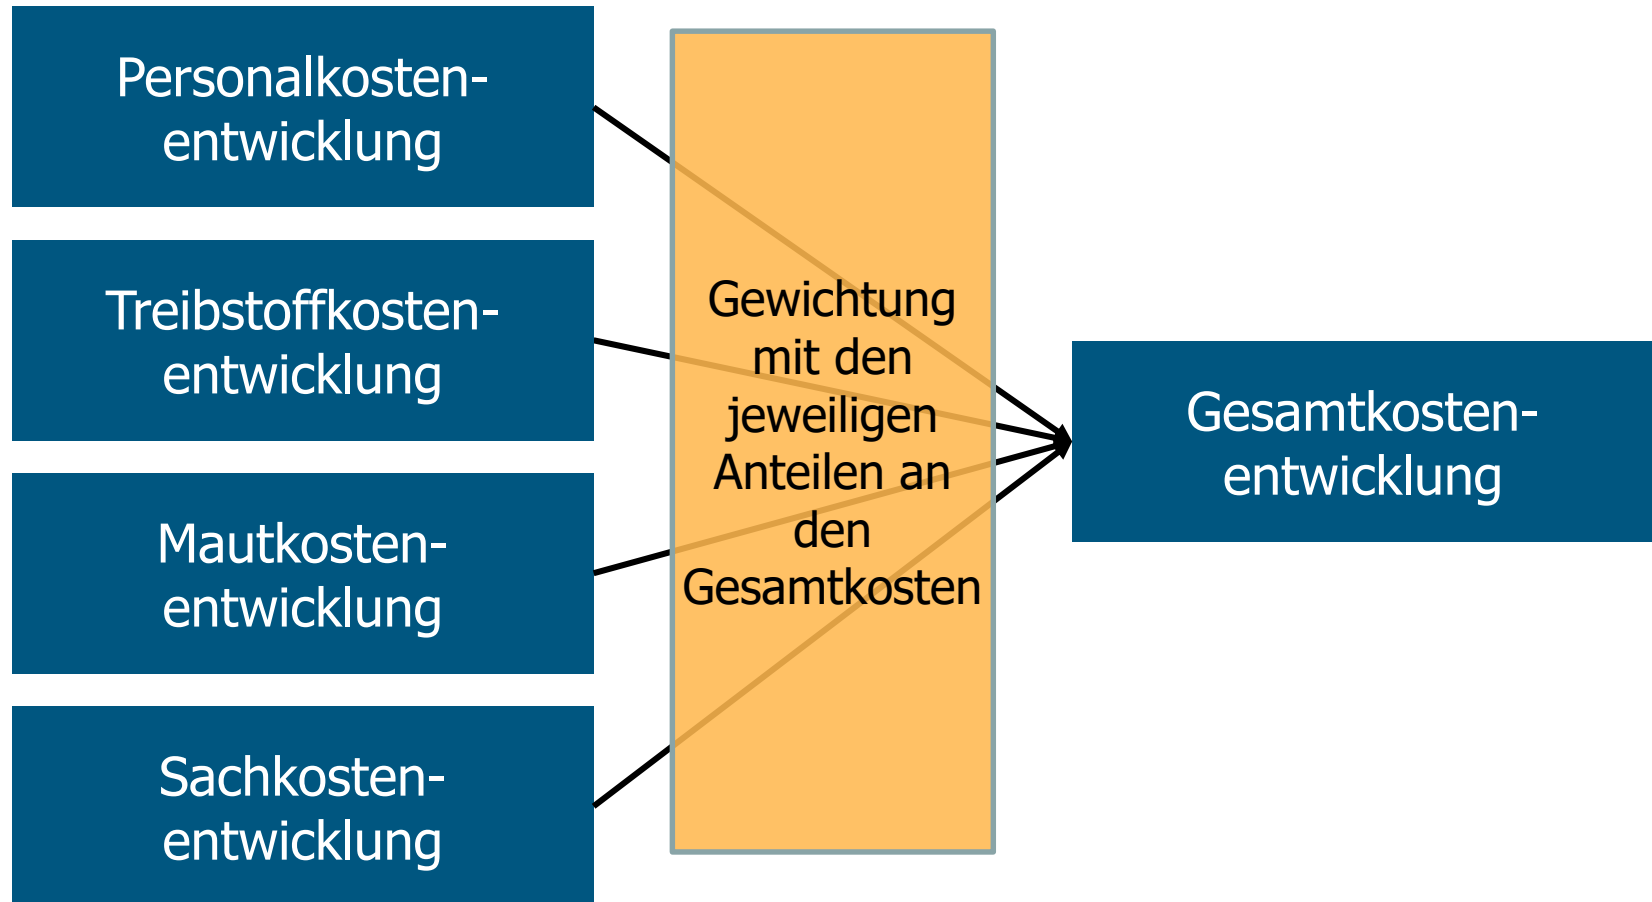 Personalkosten-
entwicklung
Treibstoffkosten-
entwicklung
Mautkosten-
entwicklung
Sachkosten-
entwicklung
Gewichtung
mit den
jeweiligen
Anteilen an
den
Gesamtkosten
Gesamtkosten-
entwicklung